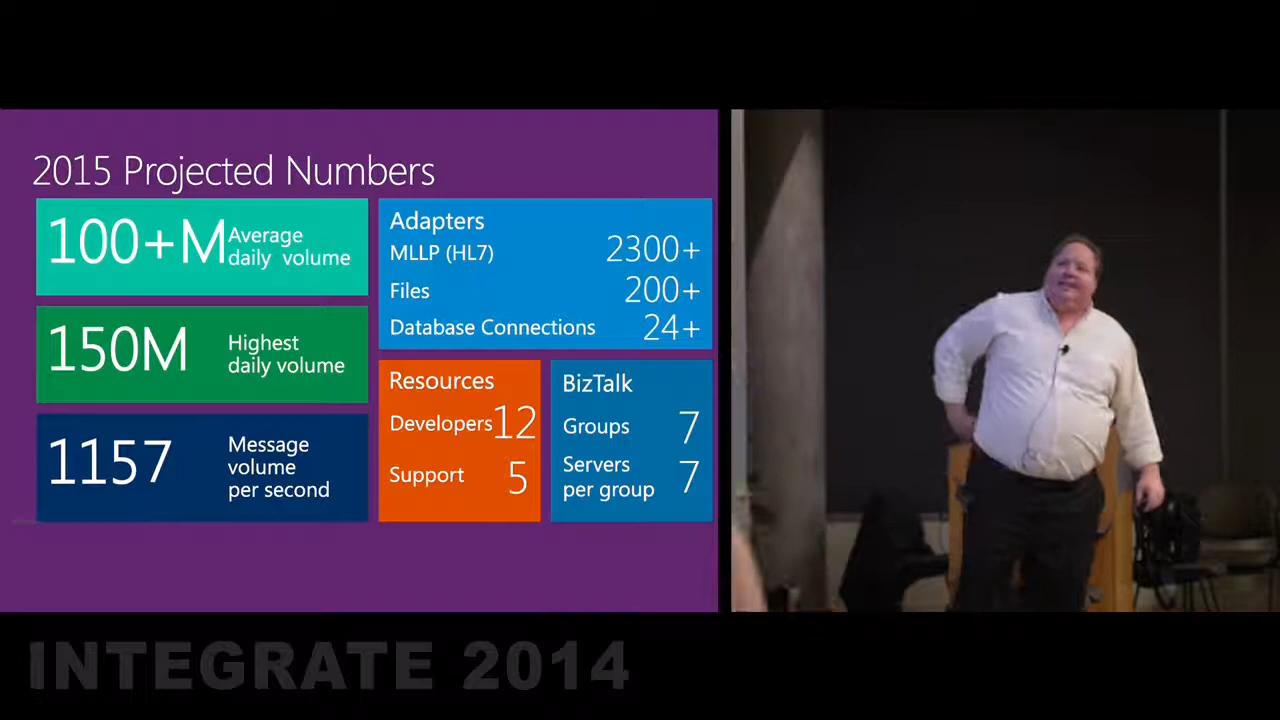 2015 Projected Numbers
100+M Average
daily volume
150M Highest
daily volume
1157 Message
volume
per second
Adapters
MLLP (HL7) 2300+
Files 200+
Database Connections 24+
Resources
Developers 12
Support 5
BizTalk
Groups 7
Servers
per group 7
INTEGRATE 2014